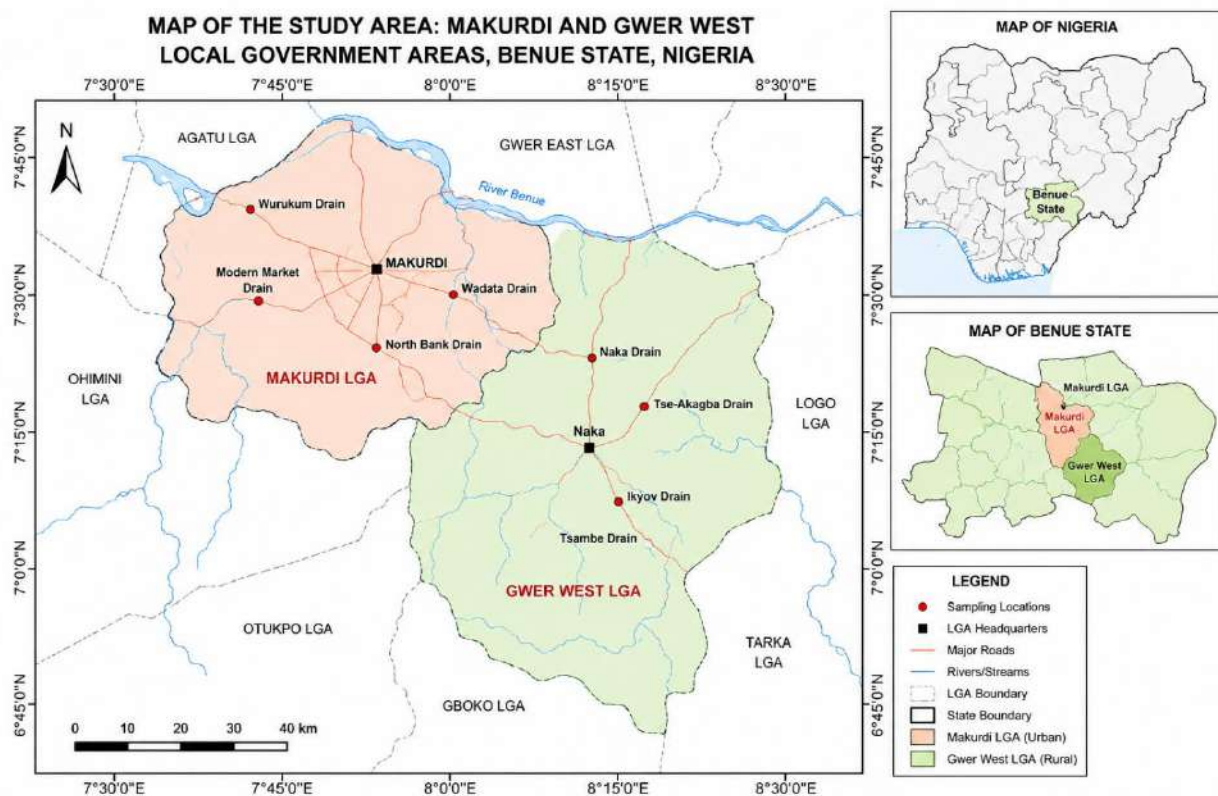 MAP OF THE STUDY AREA: MAKURDI AND GWER WEST
LOCAL GOVERNMENT AREAS, BENUE STATE, NIGERIA
7°30'0"E
7°45'0"E
8°0'0"E
8°15'0"E
8°30'0"E
7°45'0"N
7°30'0"N
7°15'0"N
7°0'0"N
6°45'0"N
N
AGATU LGA
GWER EAST LGA
River Benue
Wurukum Drain
MAKURDI
Modern Market
Drain
Wadata Drain
North Bank Drain
MAKURDI LGA
Naka Drain
OHIMINI
LGA
Tse-Akagba Drain
LOGO
LGA
Naka
Ikyov Drain
Tsambe Drain
GWER WEST LGA
OTUKPO LGA
TARKA
LGA
GBOKO LGA
0 10 20 30 40 km
7°45'0"N
7°30'0"N
7°15'0"N
7°0'0"N
6°45'0"N
7°30'0"E
7°45'0"E
8°0'0"E
8°15'0"E
8°30'0"E
MAP OF NIGERIA
Benue
State
MAP OF BENUE STATE
Makurdi LGA
Makurdi
LGA
Gwer West
LGA
LEGEND
Sampling Locations
LGA Headquarters
Major Roads
Rivers/Streams
LGA Boundary
State Boundary
Makurdi LGA (Urban)
Gwer West LGA (Rural)